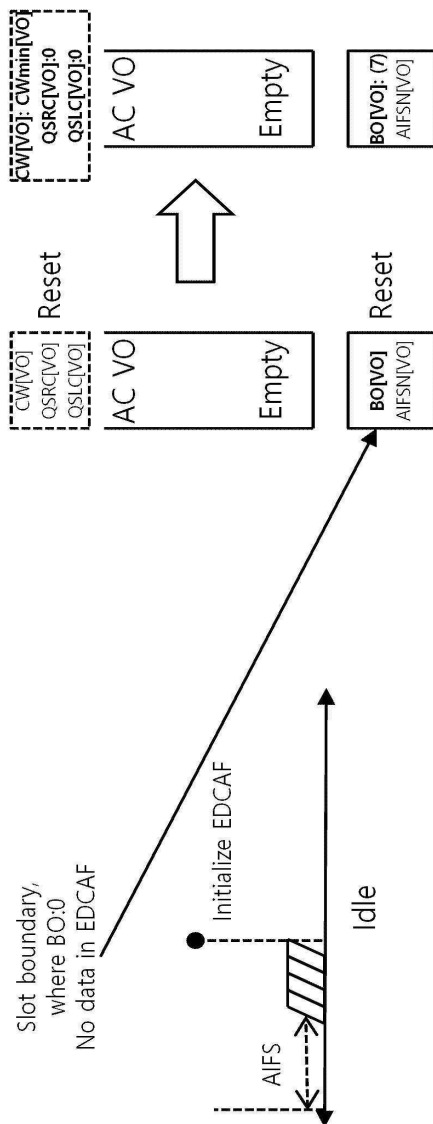 Slot boundary,
where BO:0
No data in EDCAF
Initialize EDCAF
AIFS
Idle
CW[VO]
QSRC[VO]
QSLC[VO]
Reset
AC VO
Empty
BO[VO]
AIFSN[VO]
Reset
CW[VO]: CWmin[VO]
QSRC[VO]:0
QSLC[VO]:0
AC VO
Empty
BO[VO]: (7)
AIFSN[VO]